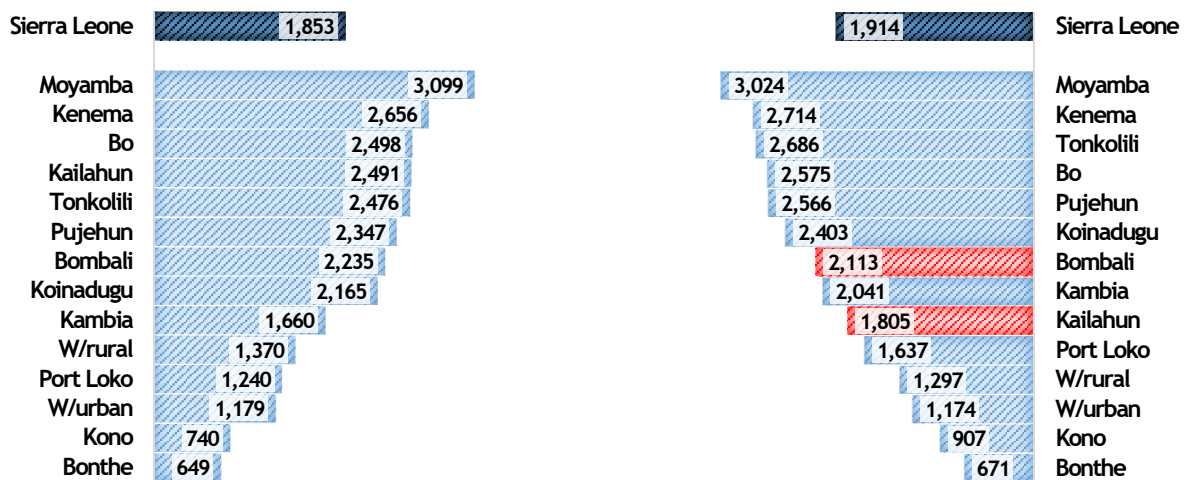 Sierra Leone 1,853 1,914 Sierra Leone
Moyamba 3,099 3,024 Moyamba
Kenema 2,656 2,714 Kenema
Bo 2,498 2,686 Tonkolili
Kailahun 2,491 2,575 Bo
Tonkolili 2,476 2,566 Pujehun
Pujehun 2,347 2,403 Koinadugu
Bombali 2,235 2,113 Bombali
Koinadugu 2,165 2,041 Kambia
Kambia 1,660 1,805 Kailahun
W/rural 1,370 1,637 Port Loko
Port Loko 1,240 1,297 W/rural
W/urban 1,179 1,174 W/urban
Kono 740 907 Kono
Bonthe 649 671 Bonthe